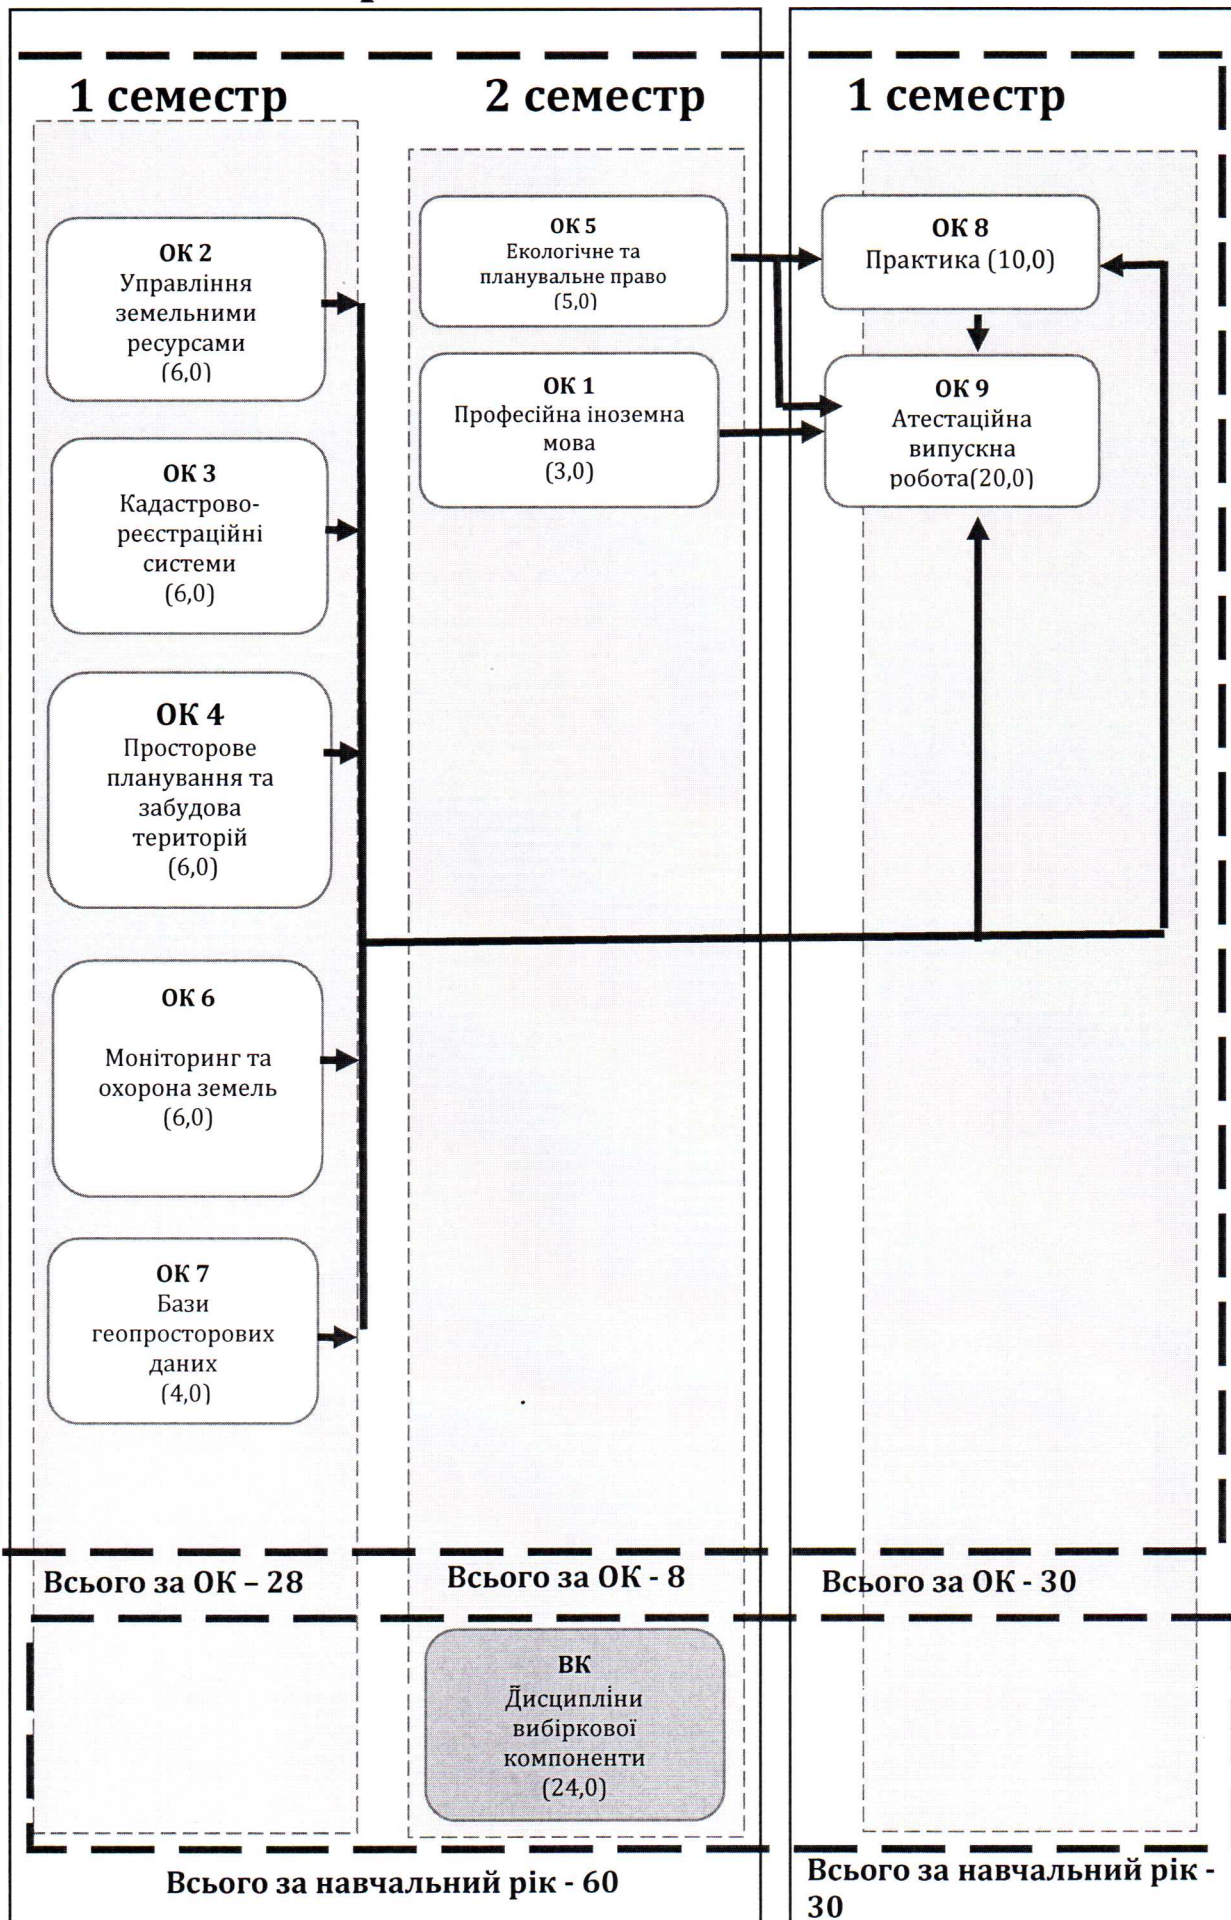 1 семестр
2 семестр
1 семестр
ОК 2
Управління
земельними
ресурсами
(6,0)
ОК 3
Кадастрово-
реєстраційні
системи
(6,0)
ОК 4
Просторове
планування та
забудова
територій
(6,0)
ОК 6
Моніторинг та
охорона земель
(6,0)
ОК 7
Бази
геопросторових
даних
(4,0)
ОК 5
Екологічне та
планувальне право
(5,0)
ОК 1
Професійна іноземна
мова
(3,0)
ОК 8
Практика (10,0)
ОК 9
Атестаційна
випускна
робота(20,0)
Всього за ОК – 28
Всього за ОК - 8
Всього за ОК - 30
ВК
Дисципліни
вибіркової
компоненти
(24,0)
Всього за навчальний рік - 60
Всього за навчальний рік -
30